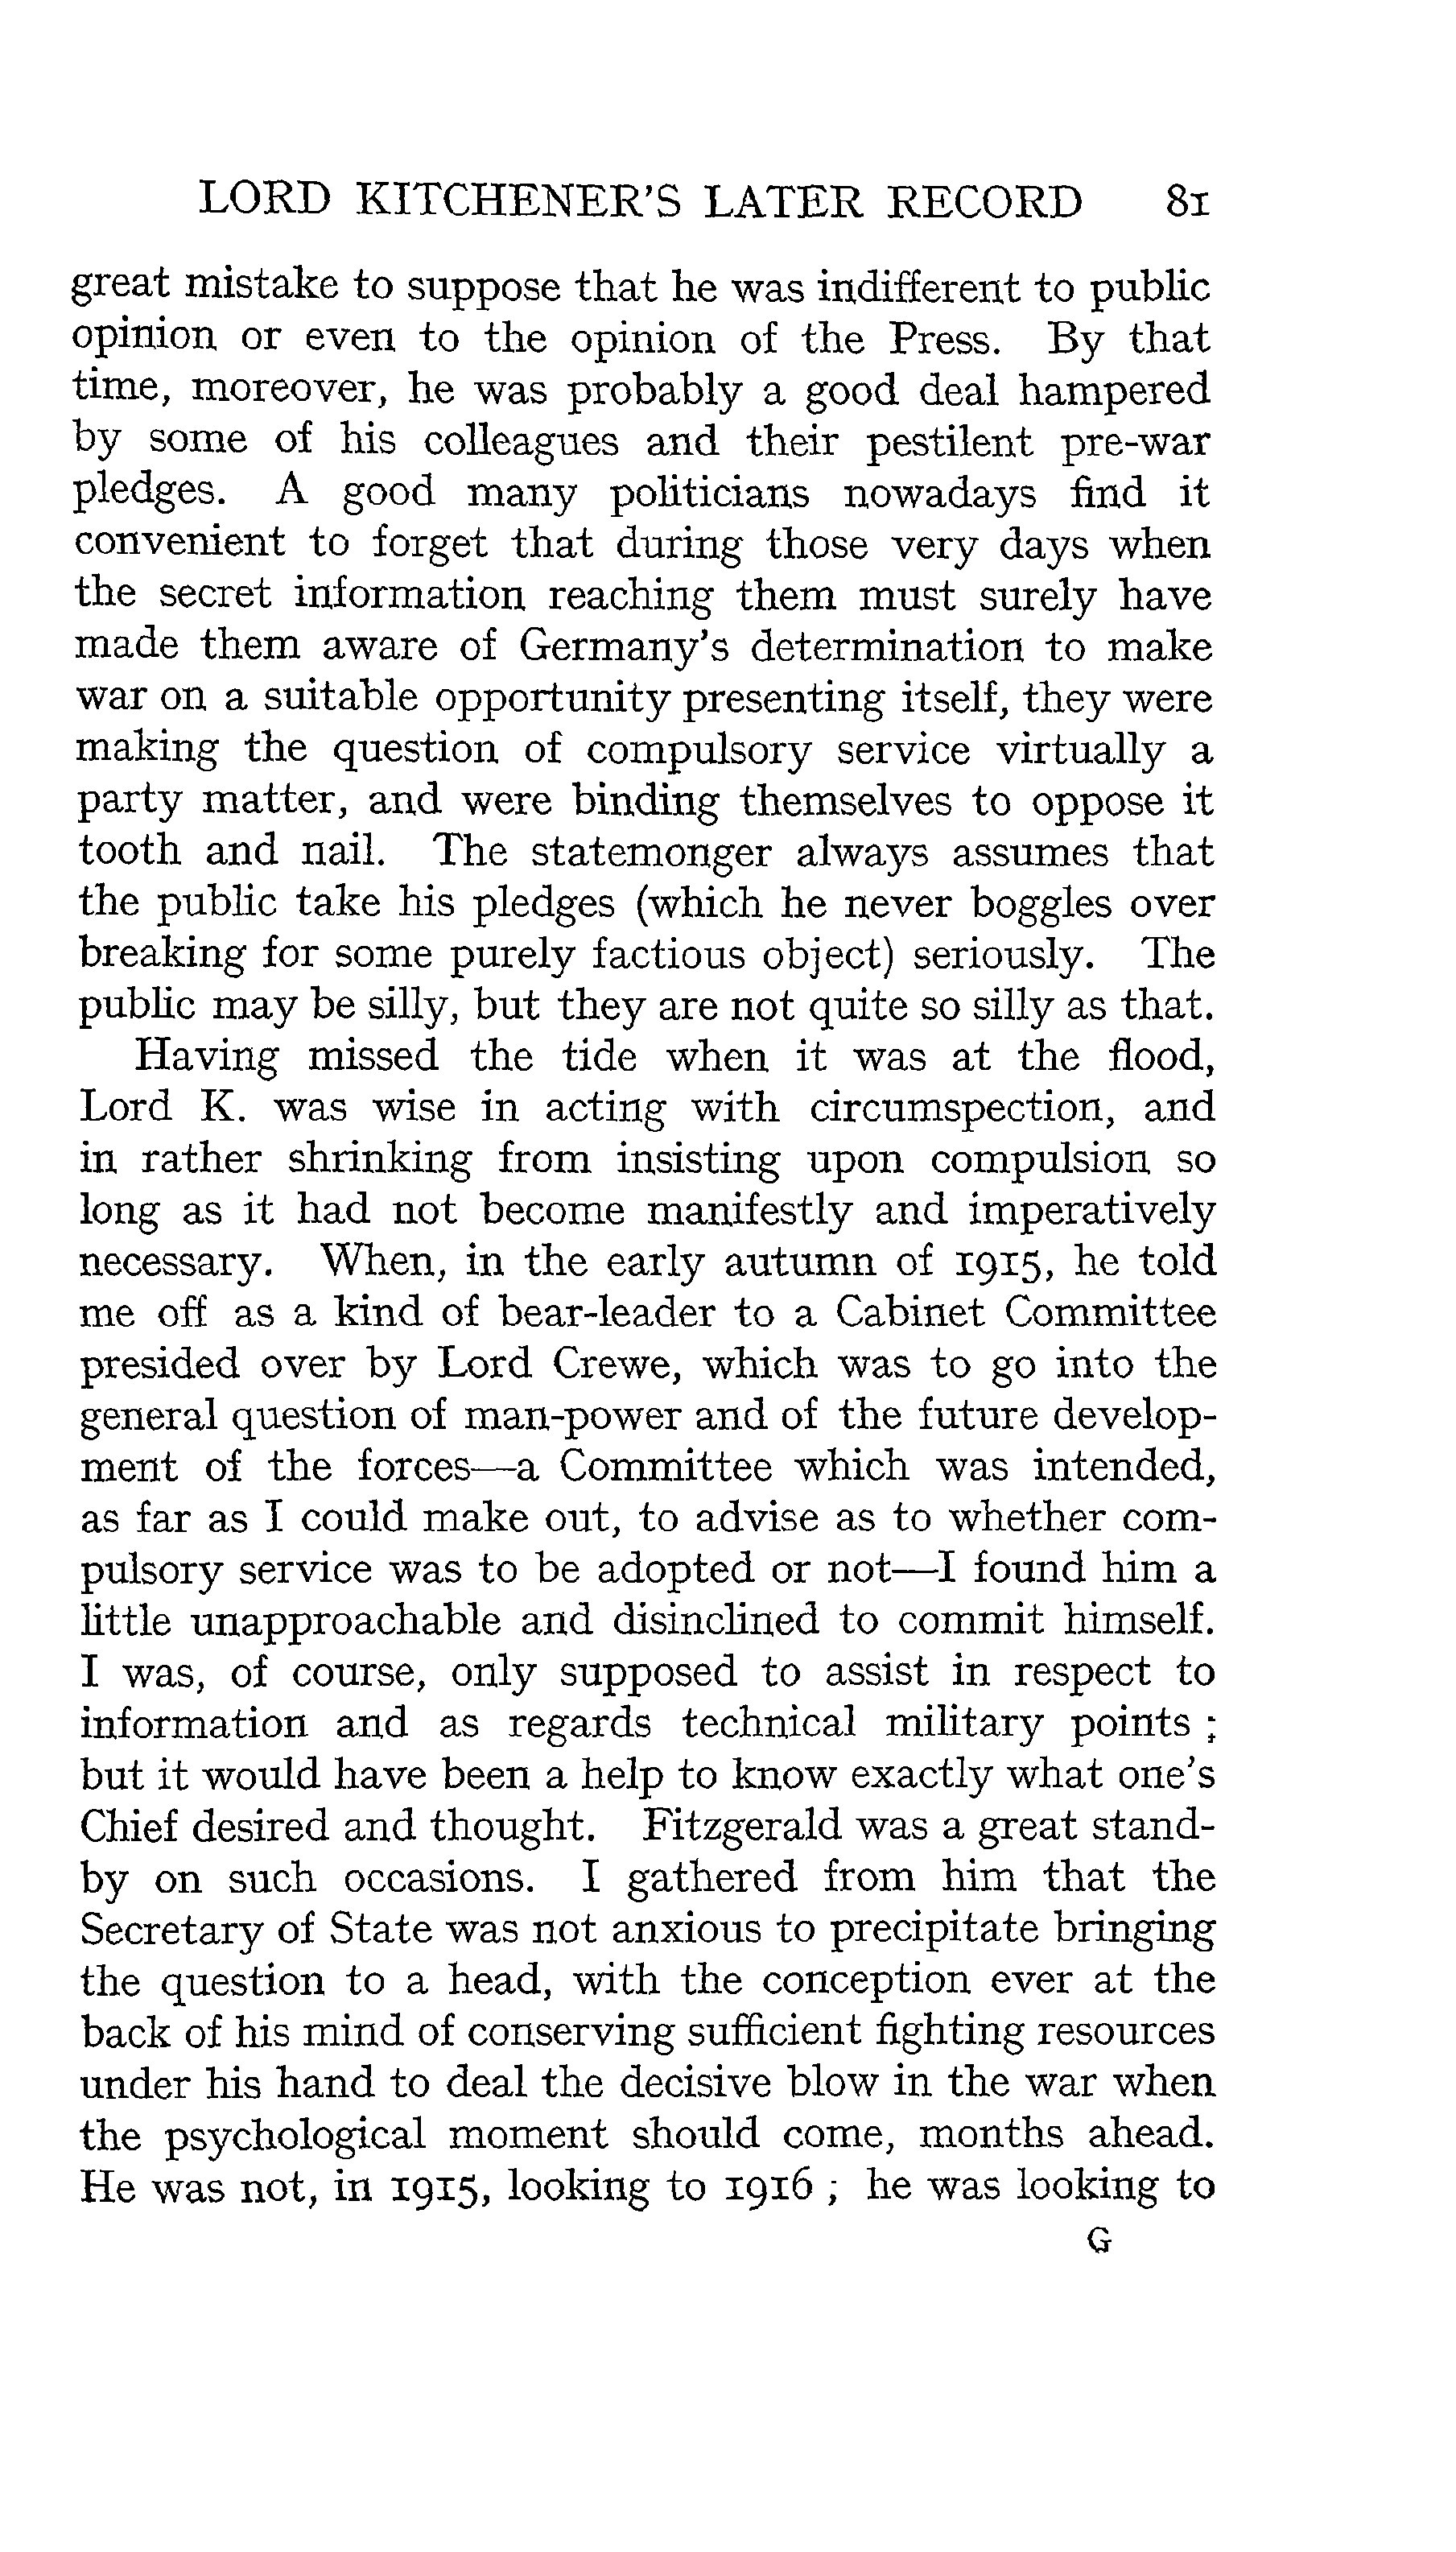 LORD KITCHENER'S LATER RECORD 81
great mistake to suppose that he was indifferent to public
opinion or even to the opinion of the Press. By that
time, moreover, he was probably a good deal hampered
by some of his colleagues and their pestilent pre-war
pledges. A good many politicians nowadays find it
convenient to forget that during those very days when
the secret information reaching them must surely have
made them aware of Germany's determination to make
war on a suitable opportunity presenting itself, they were
making the question of compulsory service virtually a
party matter, and were binding themselves to oppose it
tooth and nail. The statemonger always assumes that
the public take his pledges (which he never boggles over
breaking for some purely factious object) seriously. The
public may be silly, but they are not quite so silly as that.
Having missed the tide when it was at the flood,
Lord K. was wise in acting with circumspection, and
in rather shrinking from insisting upon compulsion so
long as it had not become manifestly and imperatively
necessary. When, in the early autumn of 1915, he told
me off as a kind of bear-leader to a Cabinet Committee
presided over by Lord Crewe, which was to go into the
general question of man-power and of the future develop-
ment of the forces—a Committee which was intended,
as far as I could make out, to advise as to whether com-
pulsory service was to be adopted or not—I found him a
little unapproachable and disinclined to commit himself.
I was, of course, only supposed to assist in respect to
information and as regards technical military points ;
but it would have been a help to know exactly what one's
Chief desired and thought. Fitzgerald was a great stand-
by on such occasions. I gathered from him that the
Secretary of State was not anxious to precipitate bringing
the question to a head, with the conception ever at the
back of his mind of conserving sufficient fighting resources
under his hand to deal the decisive blow in the war when
the psychological moment should come, months ahead.
He was not, in 1915, looking to 1916 ; he was looking to
G